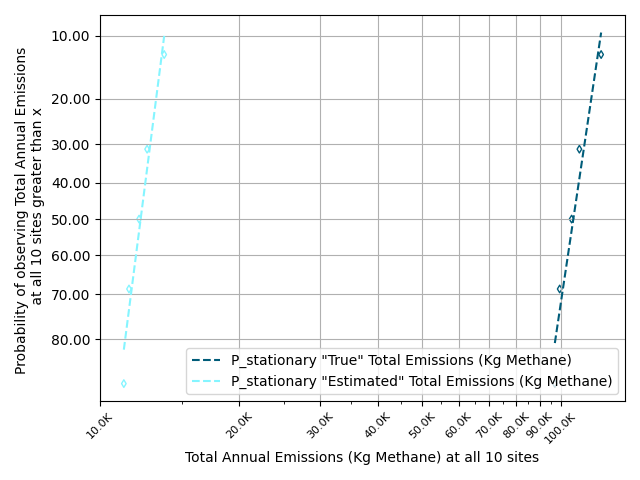 Probability of observing Total Annual Emissions
at all 10 sites greater than x
10.00
20.00
30.00
40.00
50.00
60.00
70.00
80.00
P_stationary "True" Total Emissions (Kg Methane)
P_stationary "Estimated" Total Emissions (Kg Methane)
10.0K
20.0K
30.0K
40.0K
50.0K
60.0K
70.0K
80.0K
90.0K
100.0K
Total Annual Emissions (Kg Methane) at all 10 sites